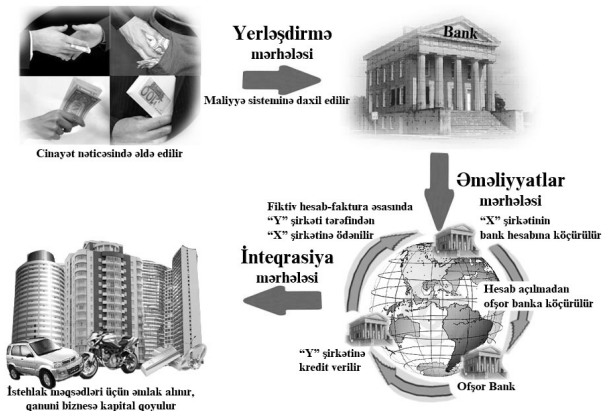 Yerləşdirmə
mərhələsi
Maliyyə sisteminə daxil edilir
Bank
Cinayət nəticəsində əldə edilir
Əməliyyatlar
mərhələsi
“X” şirkətinin
bank hesabına köçürülür
Hesab açılmadan
ofşor banka köçürülür
Ofşor Bank
“Y” şirkətinə
kredit verilir
Fiktiv hesab-faktura əsasında
“Y” şirkəti tərəfindən
“X” şirkətinə ödənilir
İnteqrasiya
mərhələsi
İstehlak məqsədləri üçün əmlak alınır,
qanuni biznesə kapital qoyulur